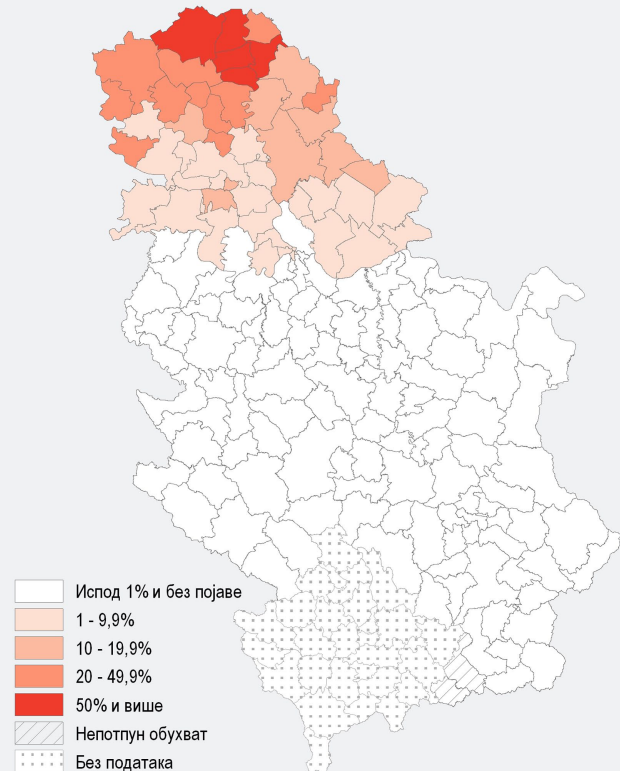 Испод 1% и без појаве
1 - 9,9%
10 - 19,9%
20 - 49,9%
50% и више
Непотпун обухват
Без података